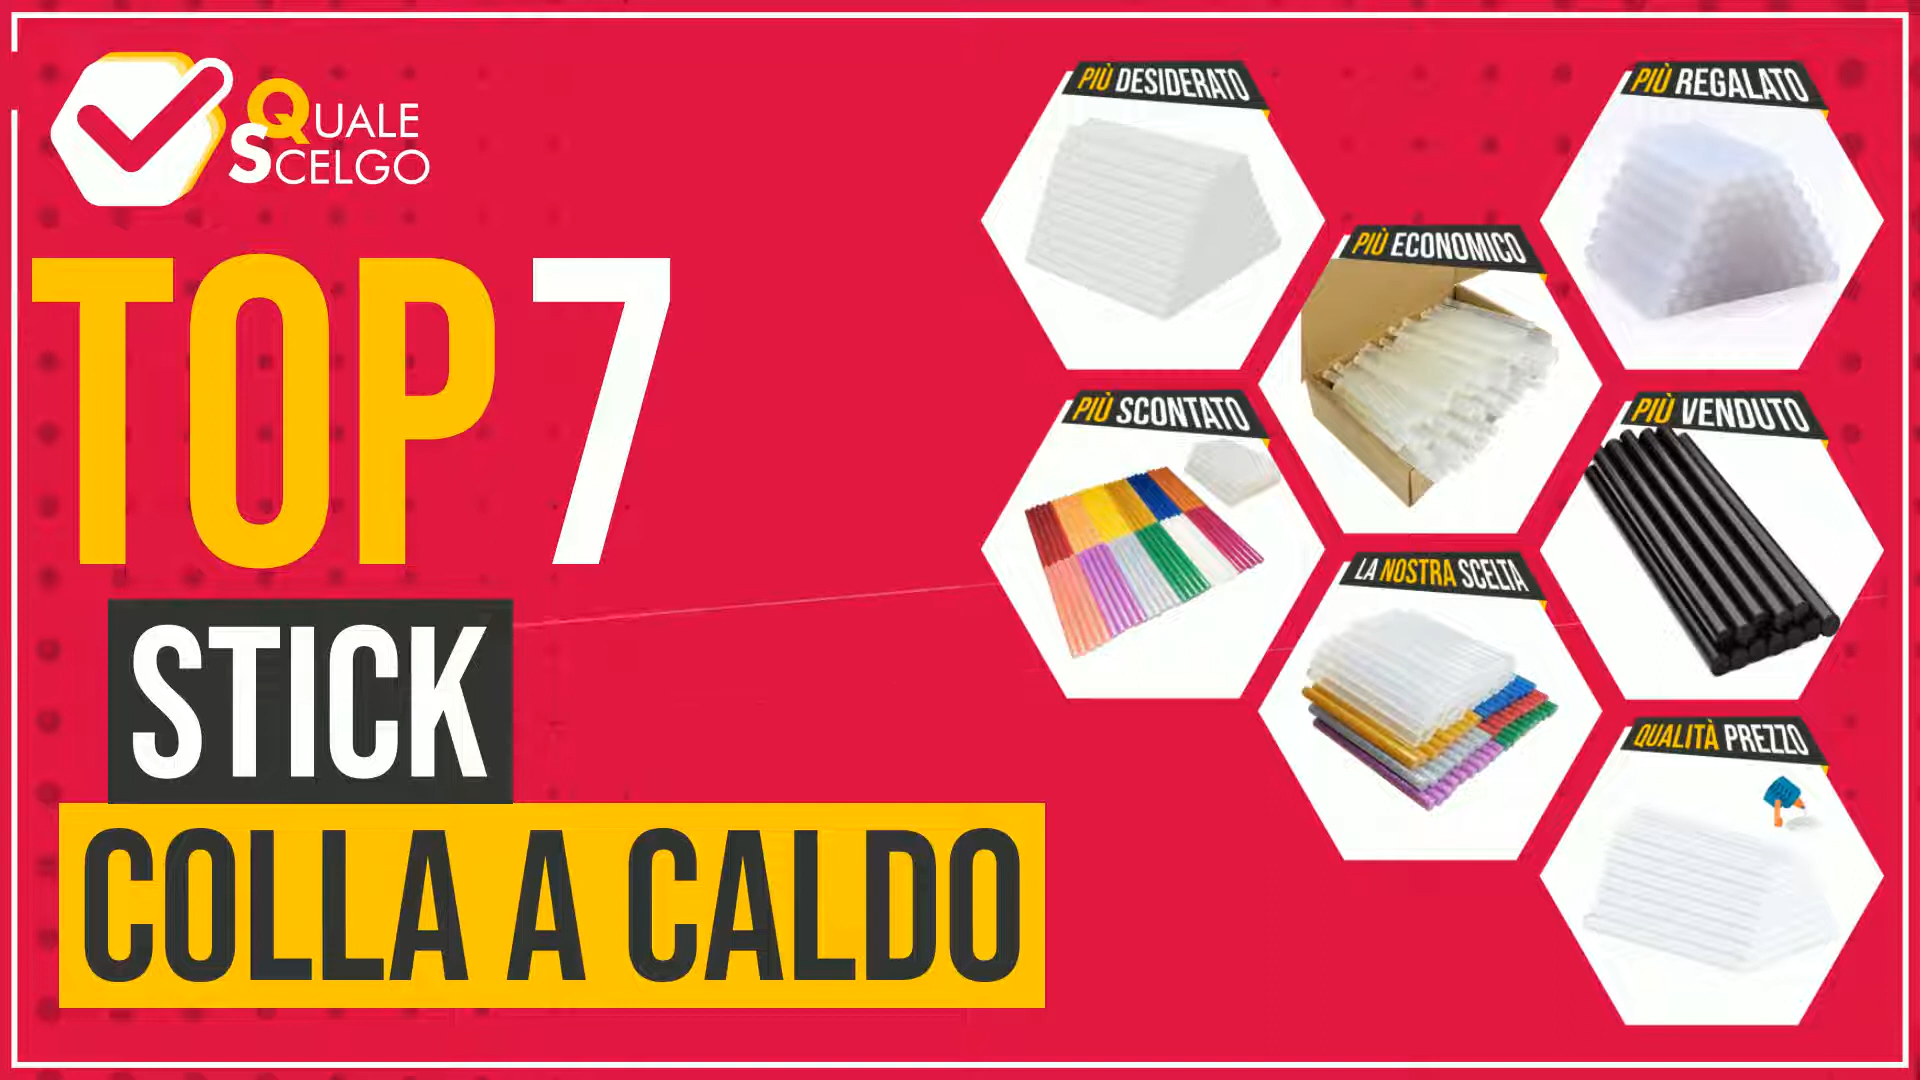 QUALE
SCELGO
TOP 7
STICK
COLLA A CALDO
PIÙ DESIDERATO
PIÙ REGALATO
PIÙ ECONOMICO
PIÙ SCONTATO
PIÙ VENDUTO
LA NOSTRA SCELTA
QUALITÀ PREZZO